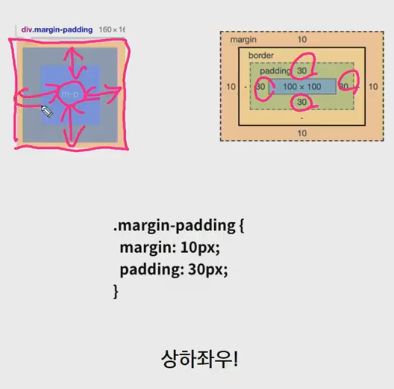 div.margin-padding 160×16
m-p
margin 10
border -
padding 30
10 - 30 100 × 100 30 - 10
30
-
10
.margin-padding {
margin: 10px;
padding: 30px;
}
상하좌우!